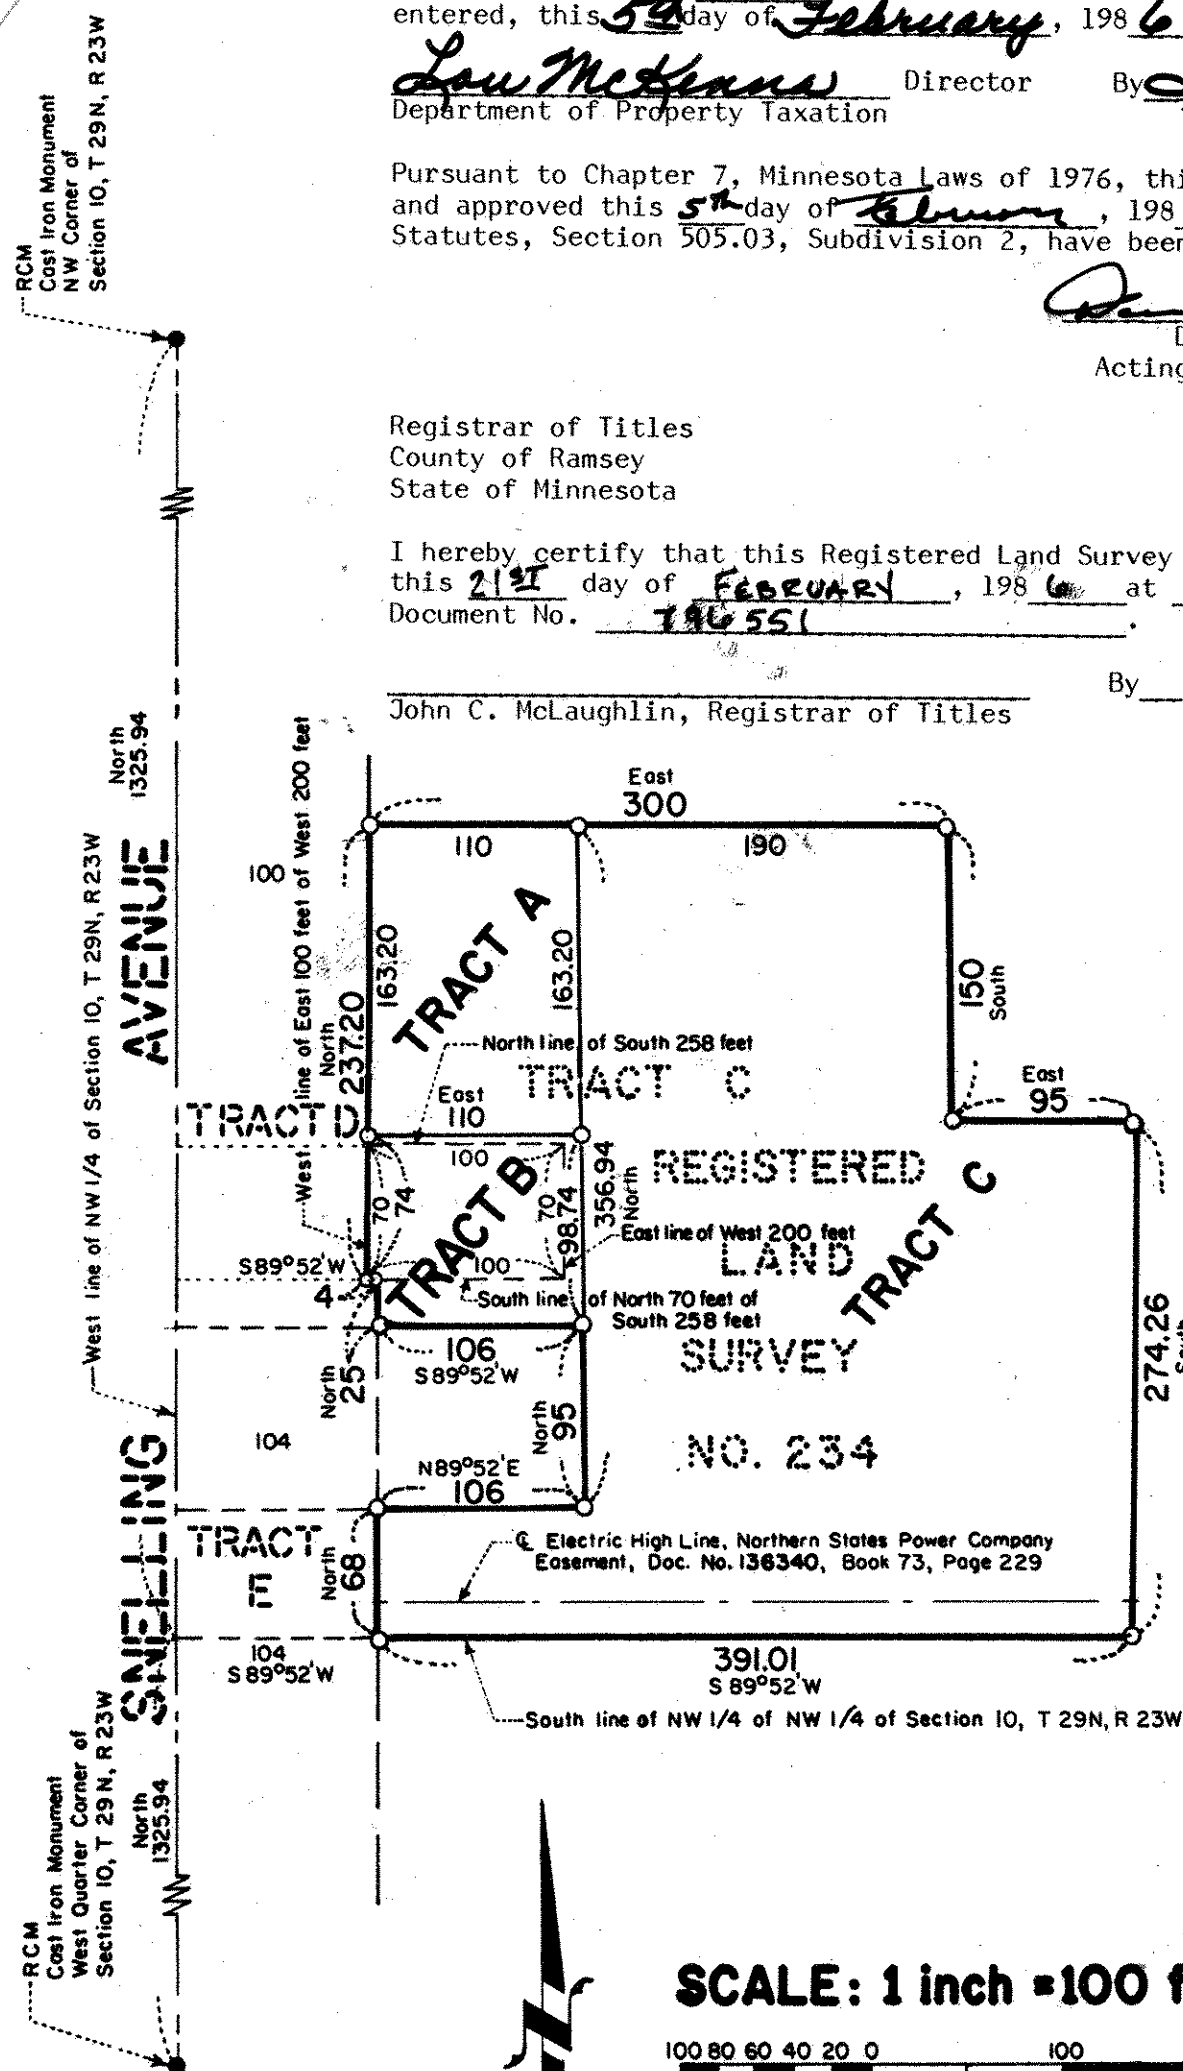 entered, this 5th day of February, 1986
Lou McKenna Director By
Department of Property Taxation
Pursuant to Chapter 7, Minnesota Laws of 1976, thi
and approved this 5th day of February, 198
Statutes, Section 505.03, Subdivision 2, have been
Acting
Registrar of Titles
County of Ramsey
State of Minnesota
I hereby certify that this Registered Land Survey
this 21ST day of FEBRUARY, 1986 at
Document No. 796551.
By
John C. McLaughlin, Registrar of Titles
RCM
Cast Iron Monument
NW Corner of
Section 10, T 29N, R 23W
North
1325.94
West line of NW 1/4 of Section 10, T 29N, R 23W
SNELLING AVENUE
100
West line of East 100 feet of West 200 feet
East
300
110
190
163.20
163.20
TRACT A
North
237.20
150
South
North line of South 258 feet
TRACT C
East
110
East
95
TRACT D
100
70
74
TRACT B
70
98.74
356.94
North
REGISTERED
TRACT C
East line of West 200 feet
LAND
S89°52'W
100
4
South line of North 70 feet of
South 258 feet
106
S89°52'W
SURVEY
274.26
South
North
25
North
95
104
N89°52'E
106
NO. 234
TRACT
E
North
68
℄ Electric High Line, Northern States Power Company
Easement, Doc. No. 136340, Book 73, Page 229
104
S89°52'W
391.01
S 89°52'W
South line of NW 1/4 of NW 1/4 of Section 10, T 29N, R 23W
North
1325.94
RCM
Cast Iron Monument
West Quarter Corner of
Section 10, T 29N, R 23W
SCALE: 1 inch = 100 f
100 80 60 40 20 0 100